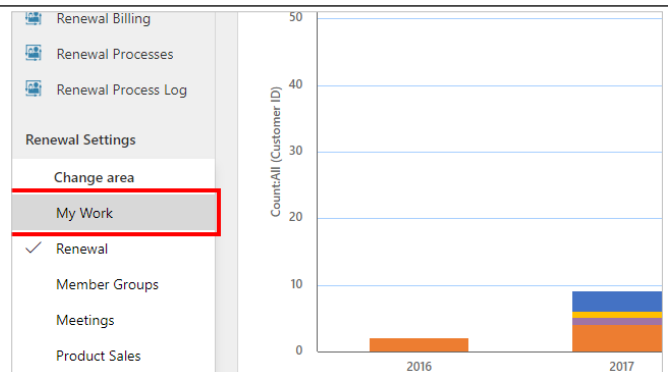 Renewal Billing
Renewal Processes
Renewal Process Log
Renewal Settings
Change area
My Work
Renewal
Member Groups
Meetings
Product Sales
Count:All (Customer ID)
50
40
30
20
10
0
2016
2017